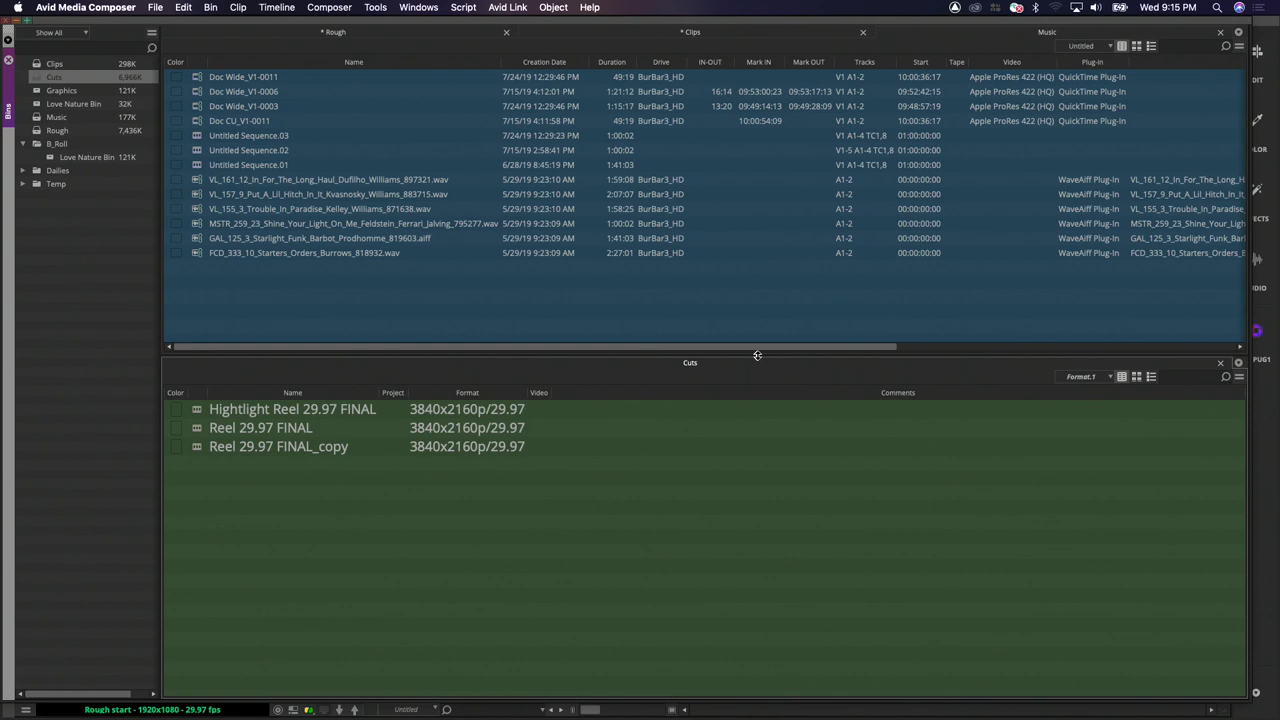 Avid Media Composer File Edit Bin Clip Timeline Composer Tools Windows Script Avid Link Object Help Wed 9:15 PM
Show All
* Rough
* Clips
Music
Untitled
Bins
Clips 298K
Cuts 6,966K
Graphics
Love Nature Bin 32K
Music 177K
Rough 7,436K
B_Roll
Love Nature Bin 121K
Dailies
Temp
Color Name Creation Date Duration Drive IN-OUT Mark IN Mark OUT Tracks Start Tape Video Plug-In
Doc Wide_V1-0011 7/24/19 12:29:46 PM 49:19 BurBar3_HD V1 A1-2 10:00:36:17 Apple ProRes 422 (HQ) QuickTime Plug-In
Doc Wide_V1-0006 7/15/19 4:12:01 PM 1:21:12 BurBar3_HD 16:14 09:53:00:23 09:53:17:13 V1 A1-2 09:52:42:15 Apple ProRes 422 (HQ) QuickTime Plug-In
Doc Wide_V1-0003 7/24/19 12:29:46 PM 1:15:17 BurBar3_HD 13:20 09:49:14:13 09:49:28:09 V1 A1-2 09:48:57:19 Apple ProRes 422 (HQ) QuickTime Plug-In
Doc CU_V1-0011 7/15/19 4:11:58 PM 49:19 BurBar3_HD 10:00:54:09 V1 A1-2 10:00:36:17 Apple ProRes 422 (HQ) QuickTime Plug-In
Untitled Sequence.03 7/24/19 12:29:23 PM 1:00:02 V1 A1-4 TC1,8 01:00:00:00
Untitled Sequence.02 7/15/19 2:58:41 PM 1:00:02 V1-5 A1-4 TC1,8 01:00:00:00
Untitled Sequence.01 6/28/19 8:45:19 PM 1:41:03 V1 A1-4 TC1,8 01:00:00:00
VL_161_12_In_For_The_Long_Haul_Dufilho_Williams_897321.wav 5/29/19 9:23:10 AM 1:59:08 BurBar3_HD A1-2 00:00:00:00 WaveAiff Plug-In VL_161_12_In_For_The_Long_H
VL_157_9_Put_A_Lil_Hitch_In_It_Kvasnosky_Williams_883715.wav 5/29/19 9:23:10 AM 2:07:07 BurBar3_HD A1-2 00:00:00:00 WaveAiff Plug-In VL_157_9_Put_A_Lil_Hitch_In_
VL_155_3_Trouble_In_Paradise_Kelley_Williams_871638.wav 5/29/19 9:23:10 AM 1:58:25 BurBar3_HD A1-2 00:00:00:00 WaveAiff Plug-In VL_155_3_Trouble_In_Paradise_
MSTR_259_23_Shine_Your_Light_On_Me_Feldstein_Ferrari_Jalving_795277.wav 5/29/19 9:23:09 AM 1:00:02 BurBar3_HD A1-2 00:00:00:00 WaveAiff Plug-In MSTR_259_23_Shine_Your_Ligh
GAL_125_3_Starlight_Funk_Barbot_Prodhomme_819603.aiff 5/29/19 9:23:09 AM 1:41:03 BurBar3_HD A1-2 00:00:00:00 WaveAiff Plug-In GAL_125_3_Starlight_Funk_Bar
FCD_333_10_Starters_Orders_Burrows_818932.wav 5/29/19 9:23:09 AM 2:27:01 BurBar3_HD A1-2 00:00:00:00 WaveAiff Plug-In FCD_333_10_Starters_Orders_B
Cuts
Format.1
Color Name Project Format Video Comments
Hightlight Reel 29.97 FINAL 3840x2160p/29.97
Reel 29.97 FINAL 3840x2160p/29.97
Reel 29.97 FINAL_copy 3840x2160p/29.97
EDIT
OLOR
ECTS
DIO
PUG1
Rough start - 1920x1080 - 29.97 fps
Untitled